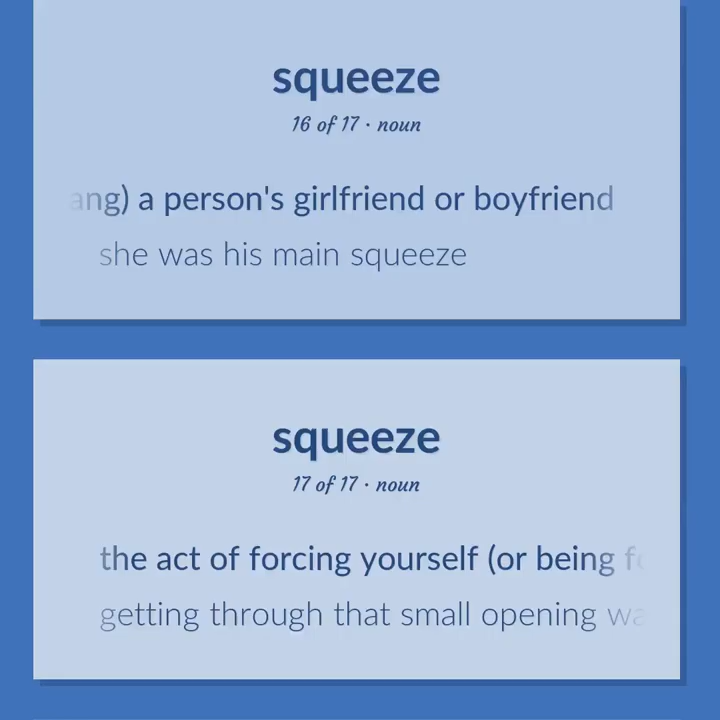 squeeze
16 of 17 · noun
ang) a person's girlfriend or boyfriend
she was his main squeeze
squeeze
17 of 17 · noun
the act of forcing yourself (or being
getting through that small opening